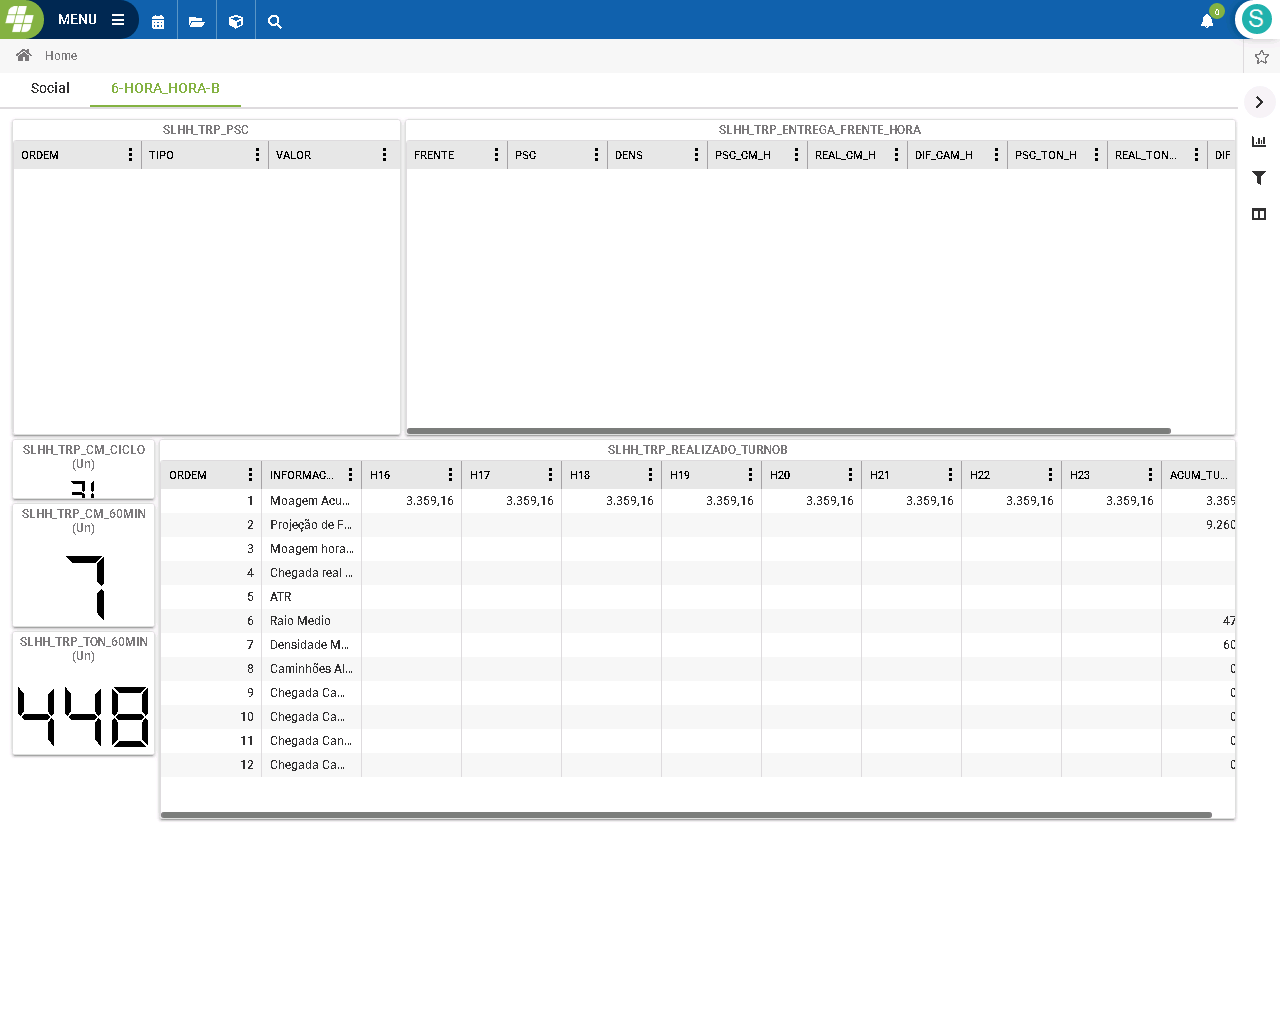 MENU
0
S
Home
Social
6-HORA_HORA-B
SLHH_TRP_PSC
ORDEM TIPO VALOR
SLHH_TRP_ENTREGA_FRENTE_HORA
FRENTE PSC DENS PSC_CM_H REAL_CM_H DIF_CAM_H PSC_TON_H REAL_TON... DIF
SLHH_TRP_CM_CICLO
(Un)
SLHH_TRP_CM_60MIN
(Un)
7
SLHH_TRP_TON_60MIN
(Un)
448
SLHH_TRP_REALIZADO_TURNOB
ORDEM INFORMAC... H16 H17 H18 H19 H20 H21 H22 H23 AGUM_TU...
1 Moagem Acu... 3.359,16 3.359,16 3.359,16 3.359,16 3.359,16 3.359,16 3.359,16 3.359,16 3.359
2 Projeção de F... 9.260
3 Moagem hora...
4 Chegada real ...
5 ATR
6 Raio Medio 47
7 Densidade M... 60
8 Caminhões Al... 0
9 Chegada Ca... 0
10 Chegada Ca... 0
11 Chegada Can... 0
12 Chegada Ca... 0